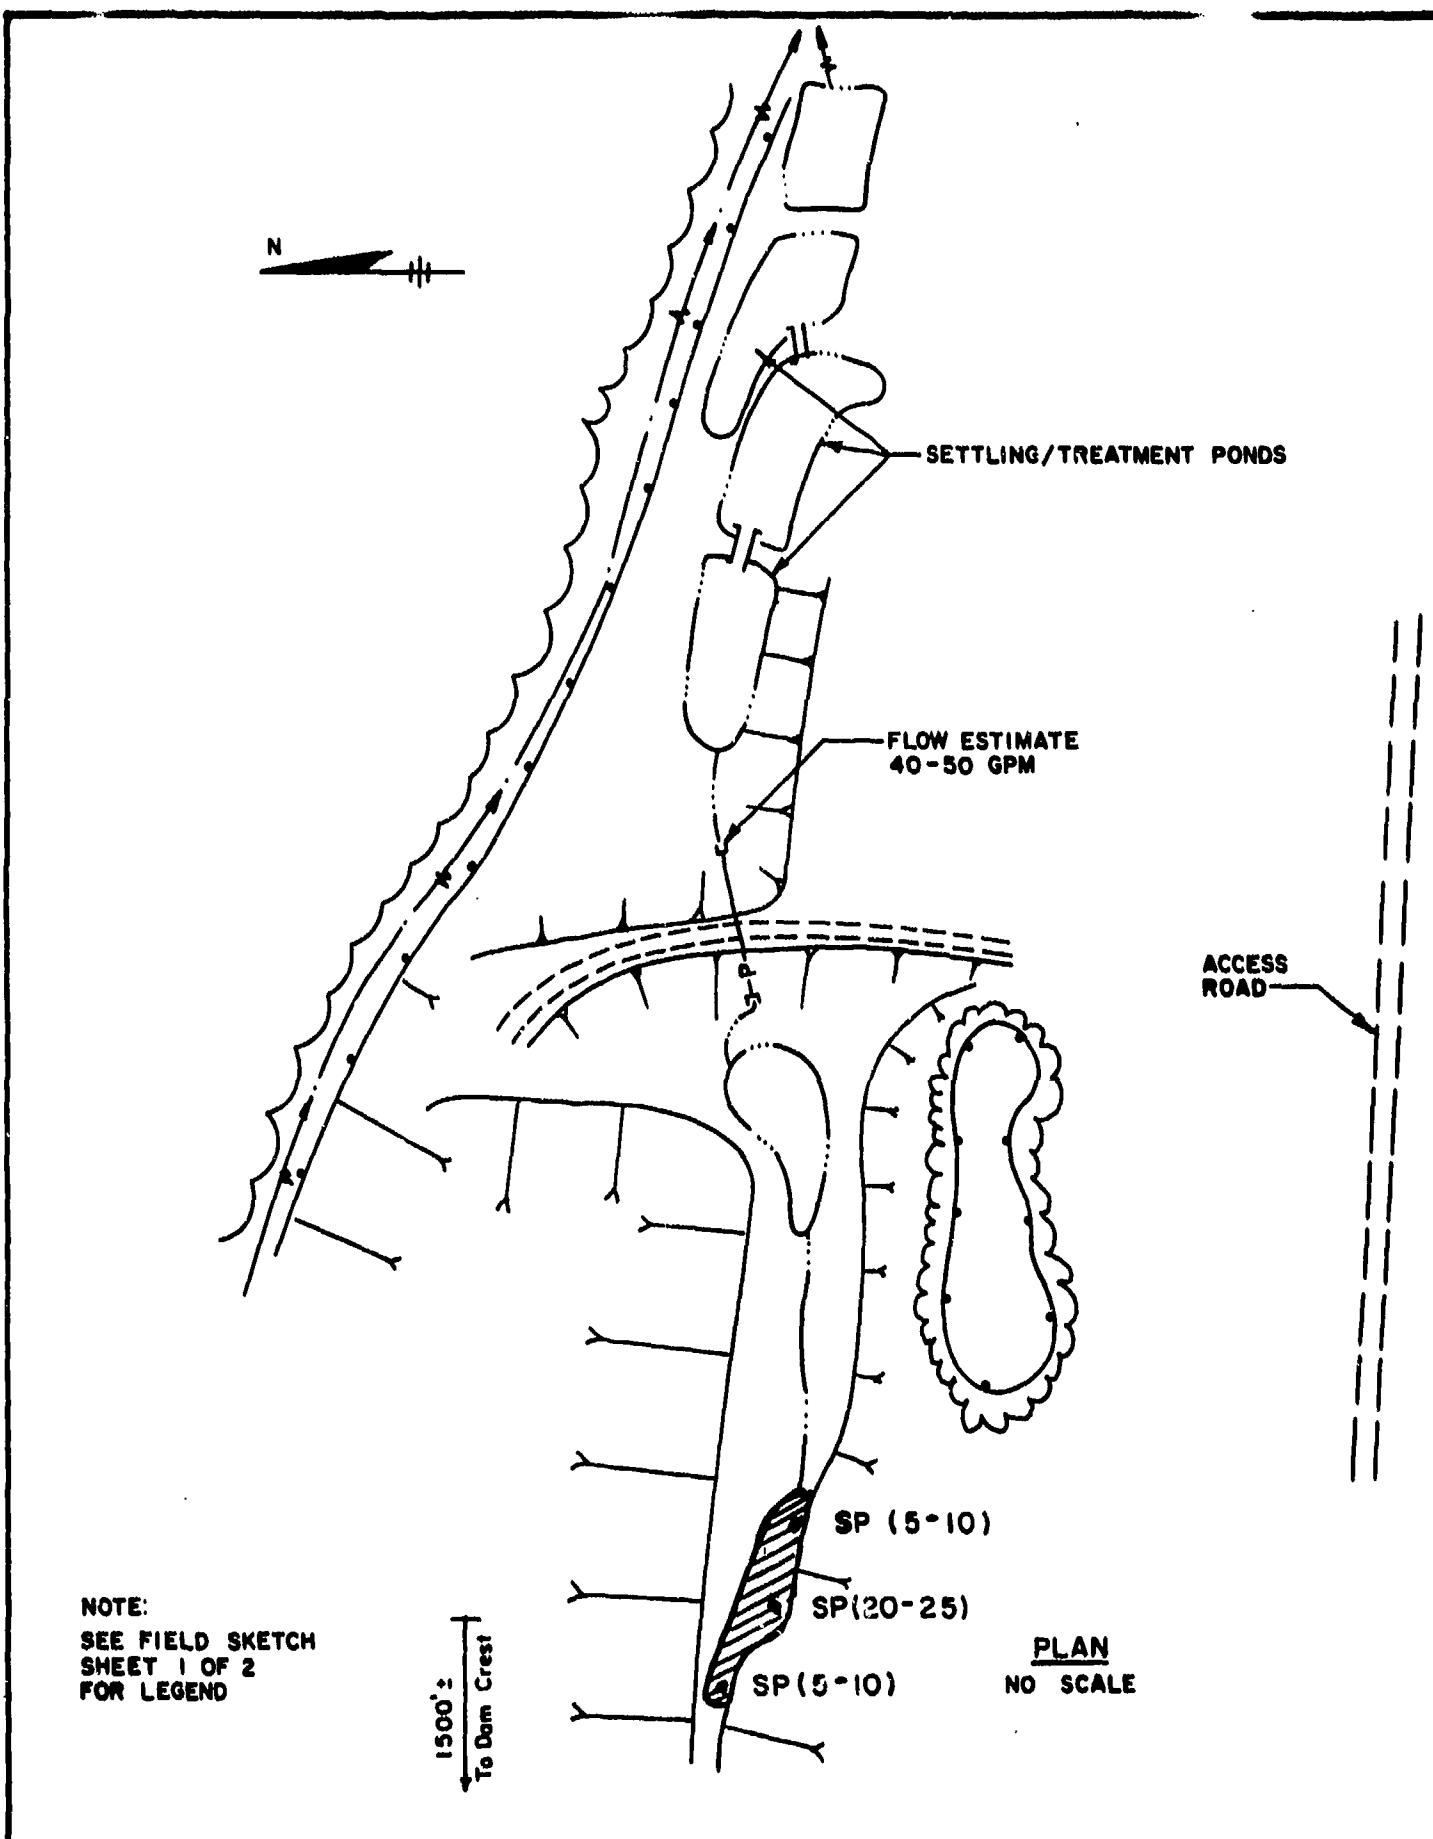 N
SETTLING/TREATMENT PONDS
FLOW ESTIMATE
40-50 GPM
P
ACCESS
ROAD
SP (5-10)
SP(20-25)
SP(5-10)
NOTE:
SEE FIELD SKETCH
SHEET 1 OF 2
FOR LEGEND
1500'±
To Dam Crest
PLAN
NO SCALE